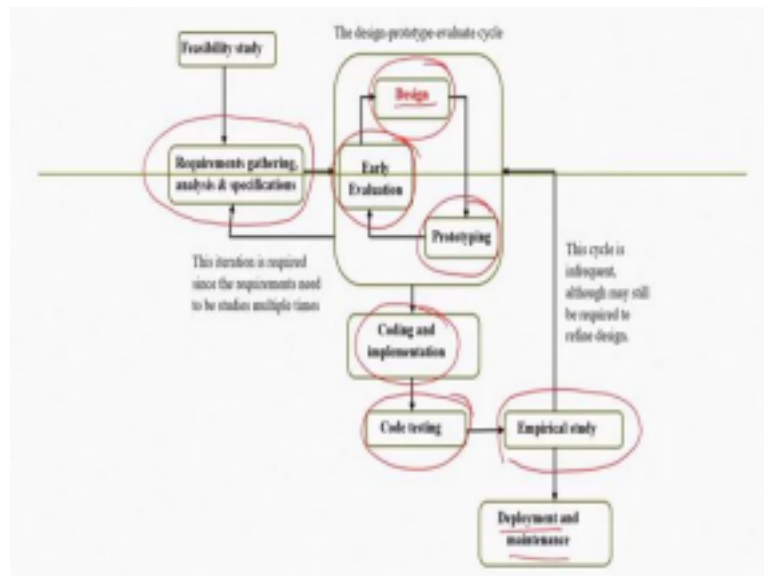 The design-prototype-evaluate cycle
Feasibility study
Design
Requirements gathering,
analysis & specifications
Early
Evaluation
Prototyping
This iteration is required
since the requirements need
to be studies multiple times
This cycle is
infrequent,
although may still
be required to
refine design.
Coding and
implementation
Code testing
Empirical study
Deployment and
maintenance